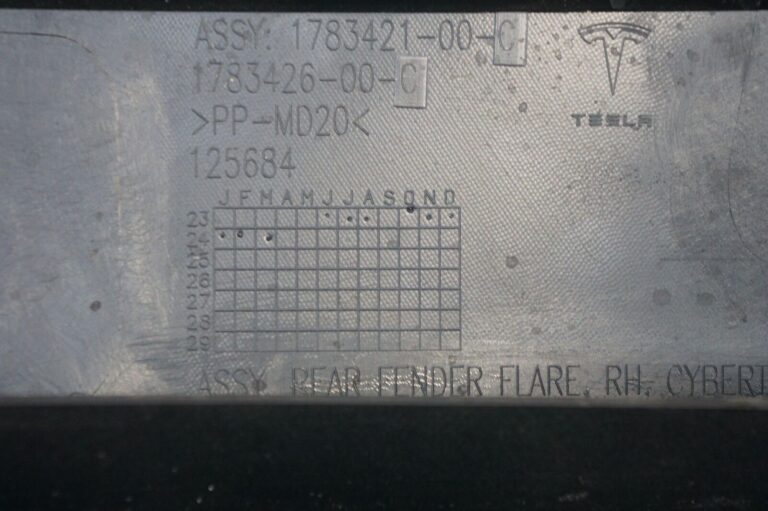 ASSY: 1783421-00-C
1783426-00-C
>PP-MD20<
125684
TESLA
J F M A M J J A S O N D
23
24
25
26
27
28
29
ASSY, REAR FENDER FLARE, RH, CYBERT